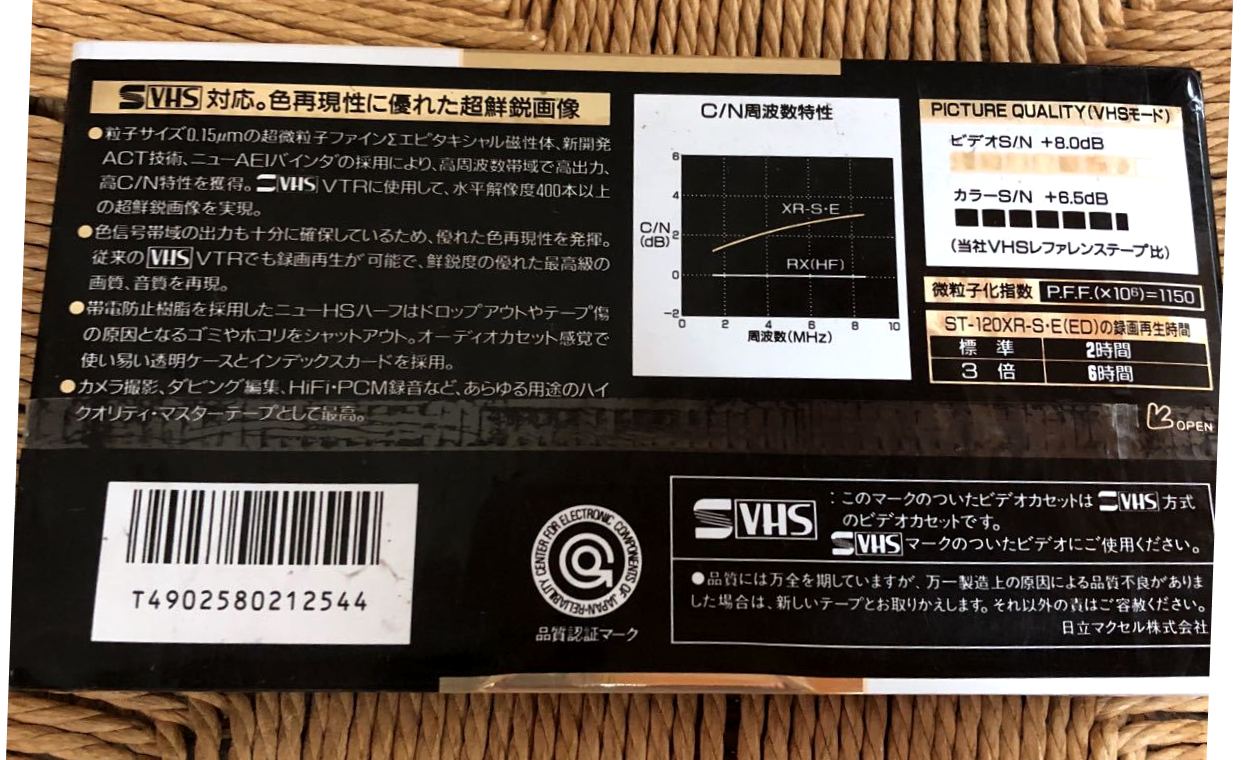 S VHS 対応。色再現性に優れた超鮮鋭画像
●粒子サイズ0.15μmの超微粒子ファインΣエピタキシャル磁性体、新開発
ACT技術、ニューAEIバインダの採用により、高周波数帯域で高出力、
高C/N特性を獲得。S VHS VTRに使用して、水平解像度400本以上
の超鮮鋭画像を実現。
●色信号帯域の出力も十分に確保しているため、優れた色再現性を発揮。
従来のVHS VTRでも録画再生が可能で、鮮鋭度の優れた最高級の
画質、音質を再現。
●帯電防止樹脂を採用したニューHSハーフはドロップアウトやテープ傷
の原因となるゴミやホコリをシャットアウト。オーディオカセット感覚で
使い易い透明ケースとインデックスカードを採用。
●カメラ撮影、ダビング編集、HiFi・PCM録音など、あらゆる用途のハイ
クオリティ・マスターテープとして最高。
C/N周波数特性
C/N
(dB)
6
4
2
0
-2
XR-S・E
RX(HF)
0 2 4 6 8 10
周波数(MHz)
PICTURE QUALITY(VHSモード)
ビデオS/N +8.0dB
カラーS/N +6.5dB
(当社VHSレファレンステープ比)
微粒子化指数 P.F.F.(×10⁶)=1150
ST-120XR-S・E(ED)の録画再生時間
標準 2時間
3倍 6時間
OPEN
T4902580212544
RELIABILITY CENTER FOR ELECTRONIC COMPONENTS OF JAPAN
品質認証マーク
S VHS :このマークのついたビデオカセットは S VHS 方式
のビデオカセットです。
S VHS マークのついたビデオにご使用ください。
●品質には万全を期していますが、万一製造上の原因による品質不良がありま
した場合は、新しいテープとお取りかえします。それ以外の責はご容赦ください。
日立マクセル株式会社